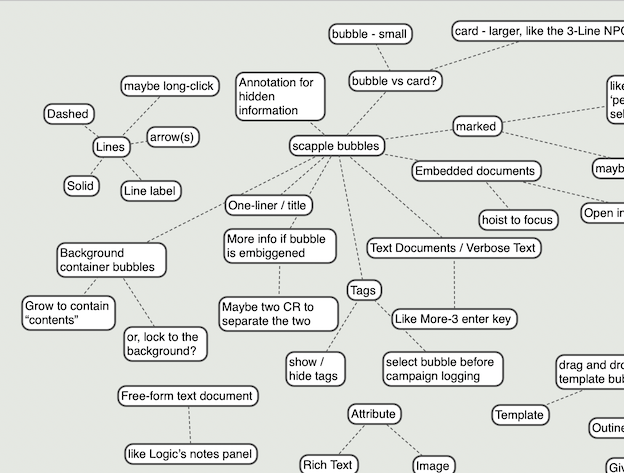 bubble - small
card - larger, like the 3-Line NPC
maybe long-click
Annotation for
hidden
information
bubble vs card?
like
'pe
sel
Dashed
arrow(s)
marked
Lines
scapple bubbles
Embedded documents
mayb
Solid
Line label
One-liner / title
hoist to focus
Open in
More info if bubble
is embiggened
Text Documents / Verbose Text
Background
container bubbles
Tags
Grow to contain
“contents”
Maybe two CR to
separate the two
Like More-3 enter key
or, lock to the
background?
show /
hide tags
select bubble before
campaign logging
drag and dro
template bub
Free-form text document
Attribute
Template
Outine
like Logic's notes panel
Rich Text
Image
Giv